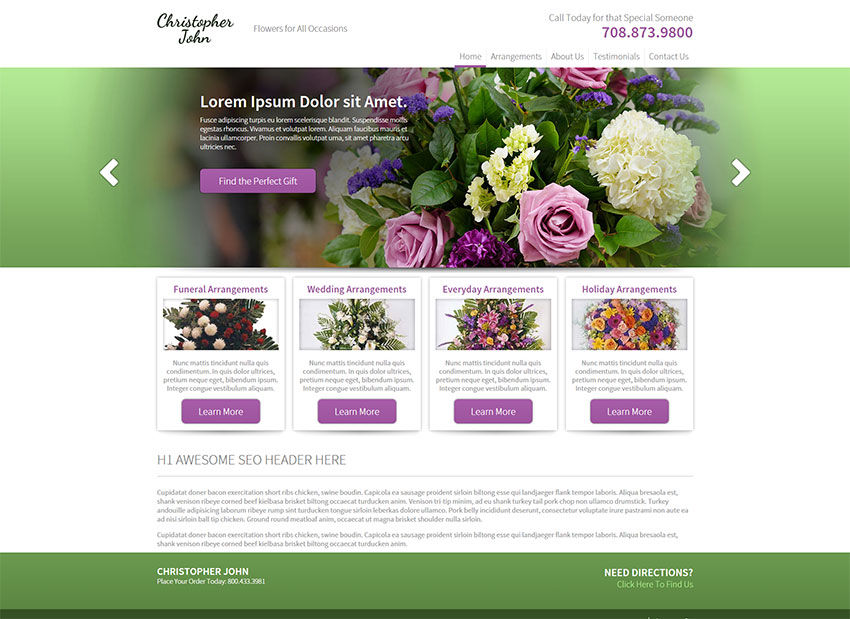 Christopher
John
Flowers for All Occasions
Call Today for that Special Someone
708.873.9800
Home
Arrangements
About Us
Testimonials
Contact Us
Lorem Ipsum Dolor sit Amet.
Fusce adipiscing turpis eu lorem scelerisque blandit. Suspendisse mollis
egestas rhoncus. Vivamus et volutpat lorem. Aliquam faucibus mauris et
lacinia ullamcorper. Proin convallis volutpat urna, sit amet pharetra arcu
ultricies nec.
Find the Perfect Gift
Funeral Arrangements
Nunc mattis tincidunt nulla quis
condimentum. In quis dolor ultrices,
pretium neque eget, bibendum ipsum.
Integer congue vestibulum aliquam.
Learn More
Wedding Arrangements
Nunc mattis tincidunt nulla quis
condimentum. In quis dolor ultrices,
pretium neque eget, bibendum ipsum.
Integer congue vestibulum aliquam.
Learn More
Everyday Arrangements
Nunc mattis tincidunt nulla quis
condimentum. In quis dolor ultrices,
pretium neque eget, bibendum ipsum.
Integer congue vestibulum aliquam.
Learn More
Holiday Arrangements
Nunc mattis tincidunt nulla quis
condimentum. In quis dolor ultrices,
pretium neque eget, bibendum ipsum.
Integer congue vestibulum aliquam.
Learn More
H1 AWESOME SEO HEADER HERE
Cupidatat doner bacon exercitation short ribs chicken, swine boudin. Capicola ea sausage proident sirloin biltong esse qui landjaeger flank tempor laboris. Aliqua bresaola est,
shank venison ribeye corned beef kielbasa brisket biltong occaecat turducken anim. Venison tri-tip minim, ad eu shank turkey tail pork chop non ullamco drumstick. Turkey
andouille adipisicing laborum ribeye rump sint turducken tongue sirloin leberkas dolore ullamco. Pork belly incididunt deserunt, consectetur voluptate irure pastrami non aute ea
ad nisi sirloin ball tip chicken. Ground round meatloaf anim, occaecat ut magna brisket shoulder nulla sirloin.
Cupidatat doner bacon exercitation short ribs chicken, swine boudin. Capicola ea sausage proident sirloin biltong esse qui landjaeger flank tempor laboris. Aliqua bresaola est,
shank venison ribeye corned beef kielbasa brisket biltong occaecat turducken anim.
CHRISTOPHER JOHN
Place Your Order Today: 800.433.3981
NEED DIRECTIONS?
Click Here To Find Us